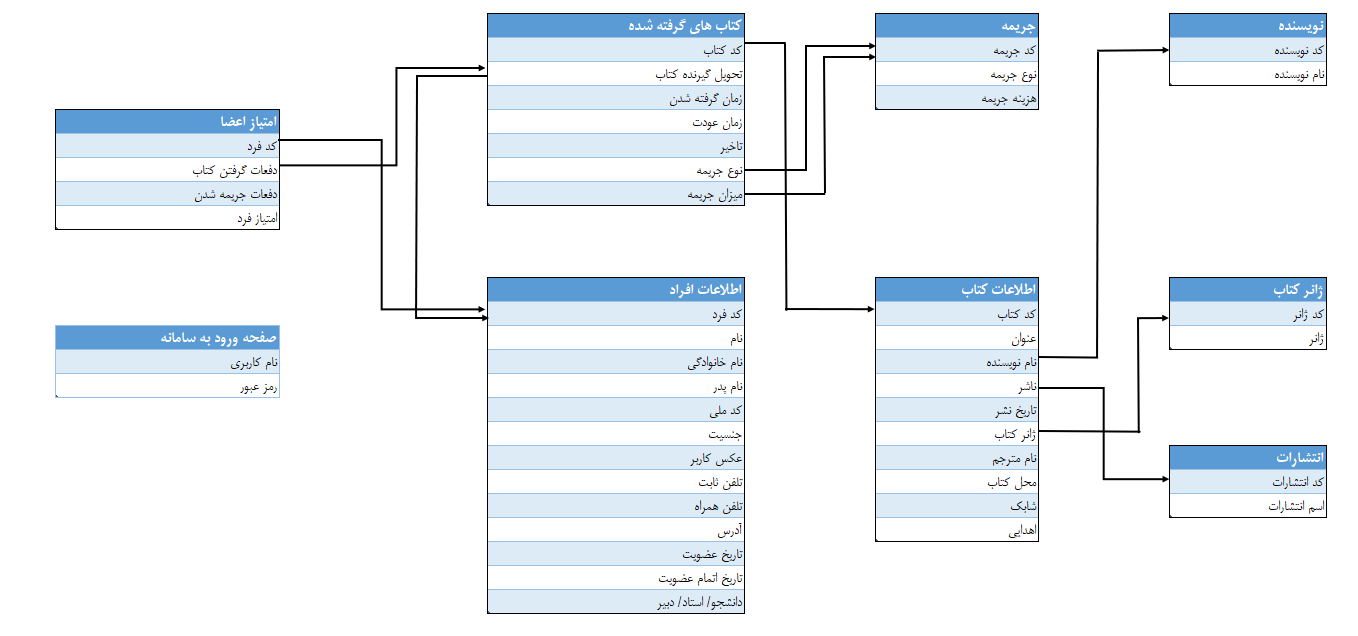 نویسنده
کد نویسنده
نام نویسنده
جریمه
کد جریمه
نوع جریمه
هزینه جریمه
کتاب های گرفته شده
کد کتاب
تحویل گیرنده کتاب
زمان گرفته شدن
زمان عودت
تاخیر
نوع جریمه
میزان جریمه
امتیاز اعضا
کد فرد
دفعات گرفتن کتاب
دفعات جریمه شدن
امتیاز فرد
ژانر کتاب
کد ژانر
ژانر
اطلاعات کتاب
کد کتاب
عنوان
نام نویسنده
ناشر
تاریخ نشر
ژانر کتاب
نام مترجم
محل کتاب
شابک
اهدایی
اطلاعات افراد
کد فرد
نام
نام خانوادگی
نام پدر
کد ملی
جنسیت
عکس کاربر
تلفن ثابت
تلفن همراه
آدرس
تاریخ عضویت
تاریخ اتمام عضویت
دانشجو/ استاد/ دبیر
صفحه ورود به سامانه
نام کاربری
رمز عبور
انتشارات
کد انتشارات
اسم انتشارات